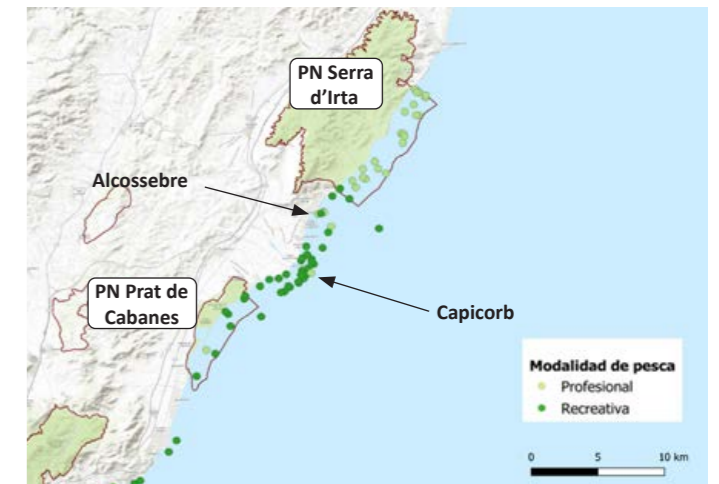 PN Serra
d'Irta
Alcossebre
PN Prat de
Cabanes
Capicorb
Modalidad de pesca
Profesional
Recreativa
0 5 10 km